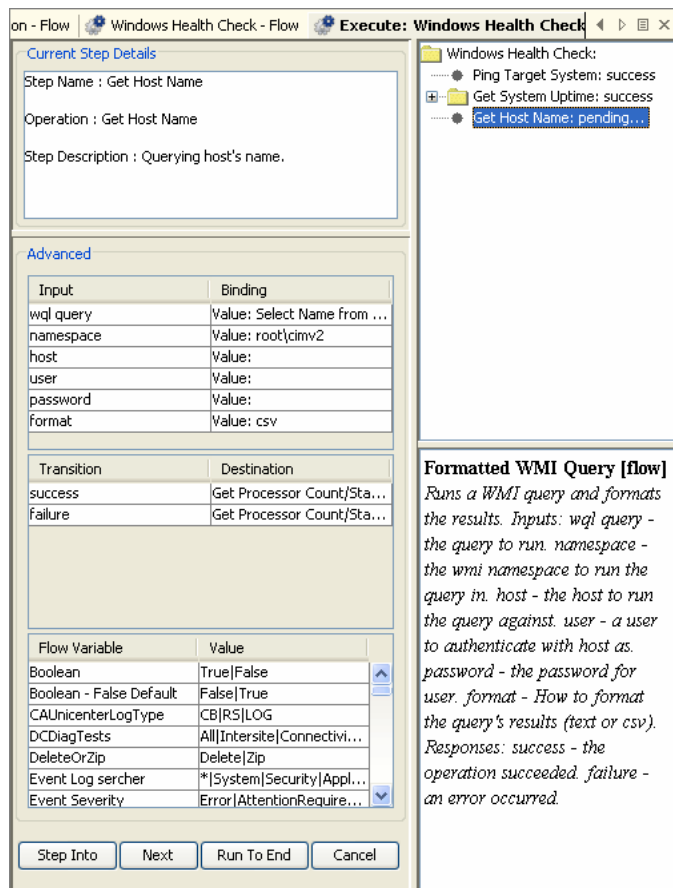 on - Flow
Windows Health Check - Flow
Execute: Windows Health Check
Current Step Details
Step Name : Get Host Name
Operation : Get Host Name
Step Description : Querying host's name.
Advanced
Input Binding
wql query Value: Select Name from ...
namespace Value: root\cimv2
host Value:
user Value:
password Value:
format Value: csv
Transition Destination
success Get Processor Count/Sta...
failure Get Processor Count/Sta...
Flow Variable Value
Boolean True|False
Boolean - False Default False|True
CAUnicenterLogType CB|RS|LOG
DCDiagTests All|Intersite|Connectivi...
DeleteOrZip Delete|Zip
Event Log sercher *|System|Security|Appl...
Event Severity Error|AttentionRequire...
Step Into
Next
Run To End
Cancel
Windows Health Check:
Ping Target System: success
Get System Uptime: success
Get Host Name: pending...
Formatted WMI Query [flow]
Runs a WMI query and formats
the results. Inputs: wql query -
the query to run. namespace -
the wmi namespace to run the
query in. host - the host to run
the query against. user - a user
to authenticate with host as.
password - the password for
user. format - How to format
the query's results (text or csv).
Responses: success - the
operation succeeded. failure -
an error occurred.